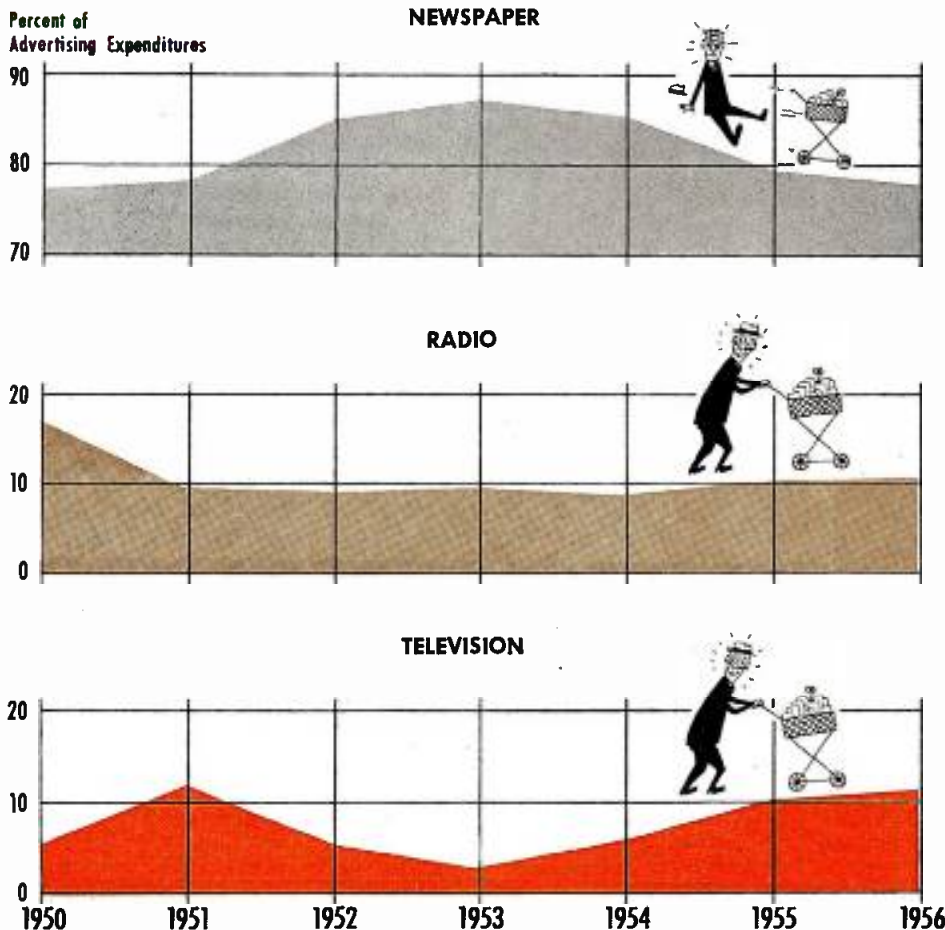 Percent of
Advertising Expenditures
NEWSPAPER
90
80
70
RADIO
20
10
0
TELEVISION
20
10
0
1950 1951 1952 1953 1954 1955 1956